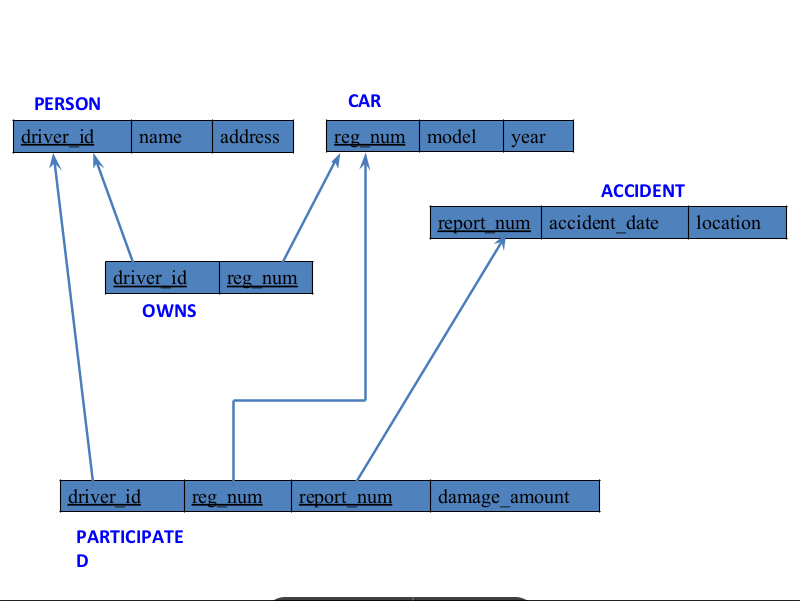 PERSON
CAR
driver_id name address
reg_num model year
ACCIDENT
report_num accident_date location
driver_id reg_num
OWNS
driver_id reg_num report_num damage_amount
PARTICIPATE
D